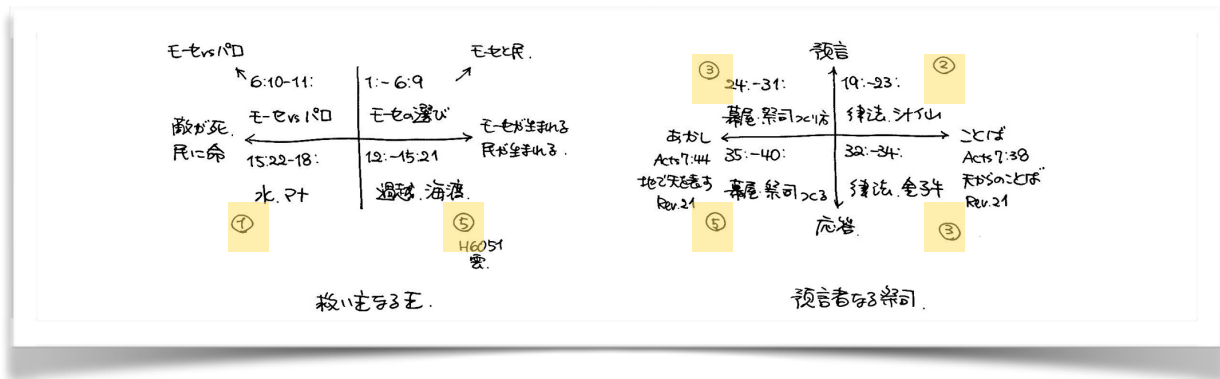 モーセvsパロ
モーセと民.
6:10-11:
1:-6:9
モーセvsパロ
モーセの選び
敵が死.
民に命
モーセが生まれる
民が生まれる.
15:22-18:
12:-15:21
水.マナ
過越.海渡.
①
⑤
H6051
雲.
救い主なる王.
預言
③
②
24:-31:
19:-23:
幕屋.祭司つくり方
律法.シナイ山
あかし
Acts7:44
地で天を表す
Rev.21
ことば
Acts7:38
天からのことば
Rev.21
35:-40:
32:-34:
幕屋.祭司つくる
律法.金子牛
⑤
③
応答.
預言者なる祭司.